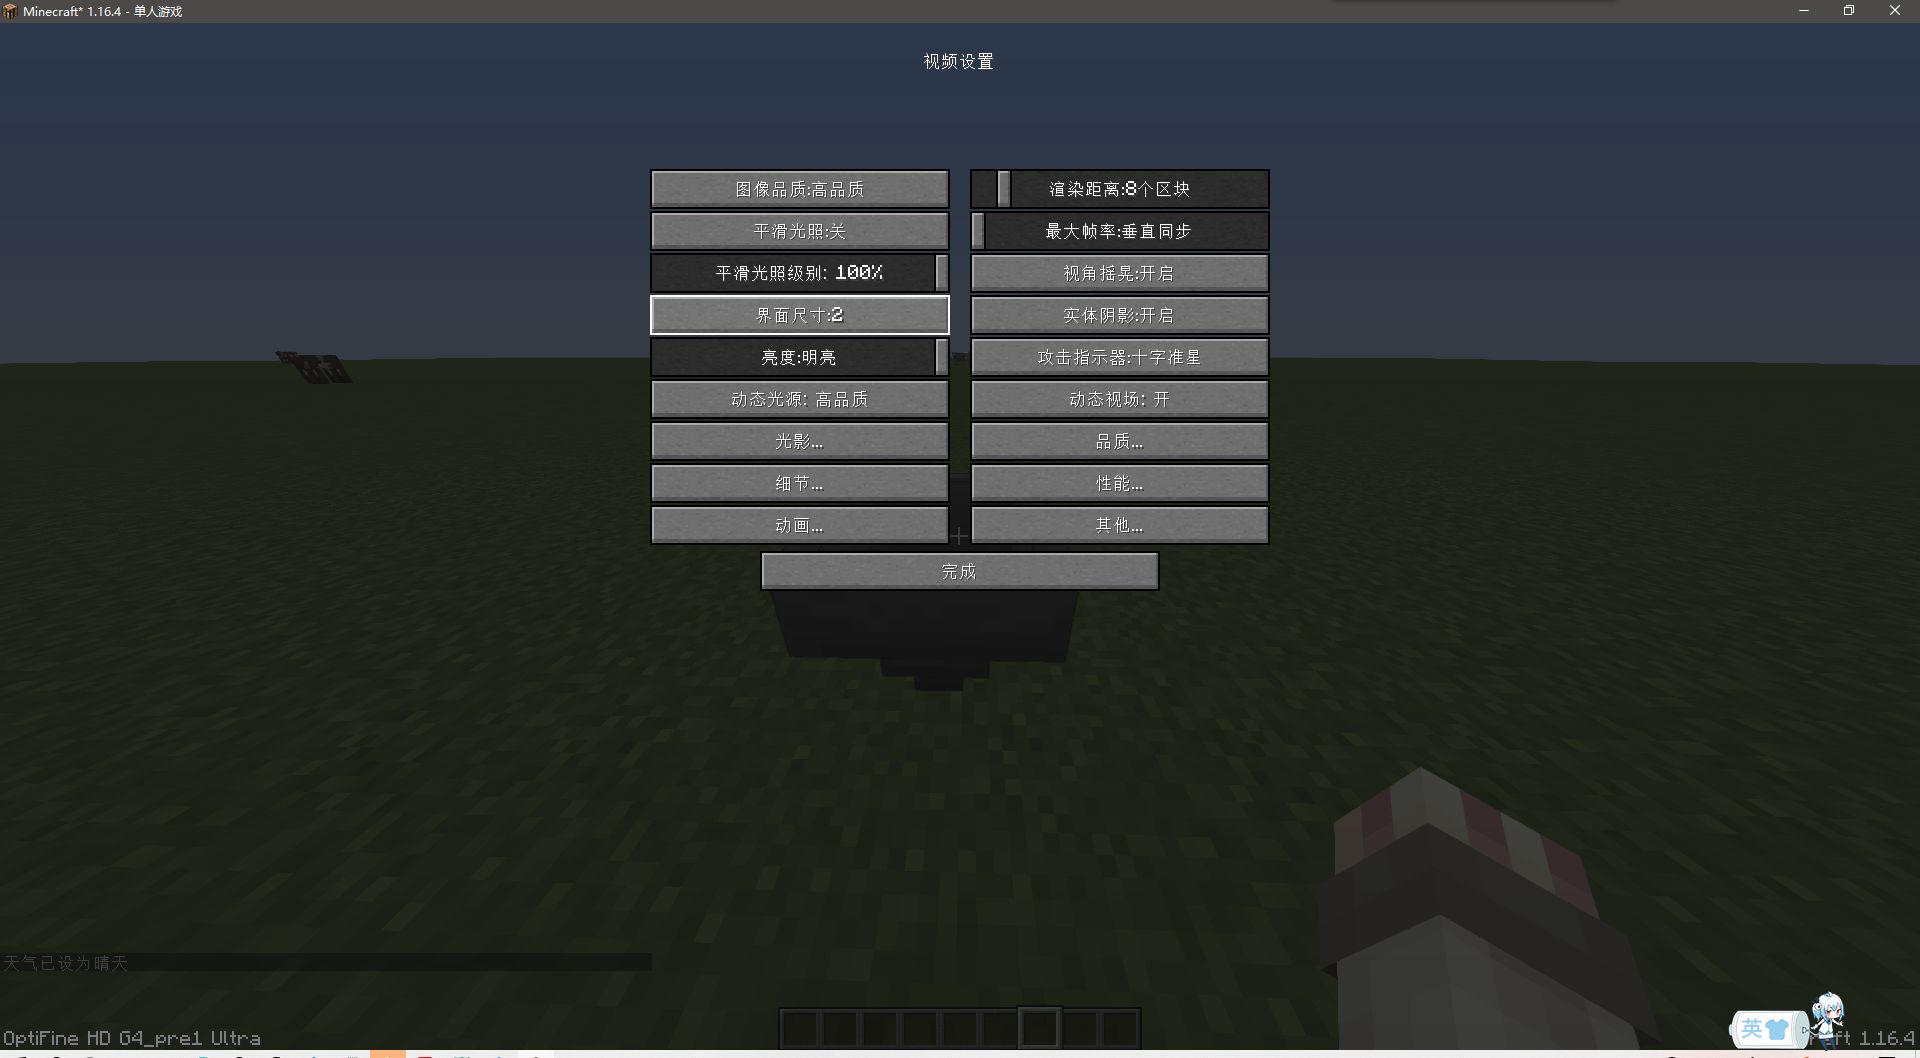 Minecraft* 1.16.4 - 单人游戏
视频设置
图像品质:高品质
渲染距离:8个区块
平滑光照:关
最大帧率:垂直同步
平滑光照级别: 100%
视角摇晃:开启
界面尺寸:2
实体阴影:开启
亮度:明亮
攻击指示器:十字准星
动态光源: 高品质
动态视场: 开
光影...
品质...
细节...
性能...
动画...
其他...
完成
天气已设为晴天
OptiFine HD G4_pre1 Ultra
英
1.16.4